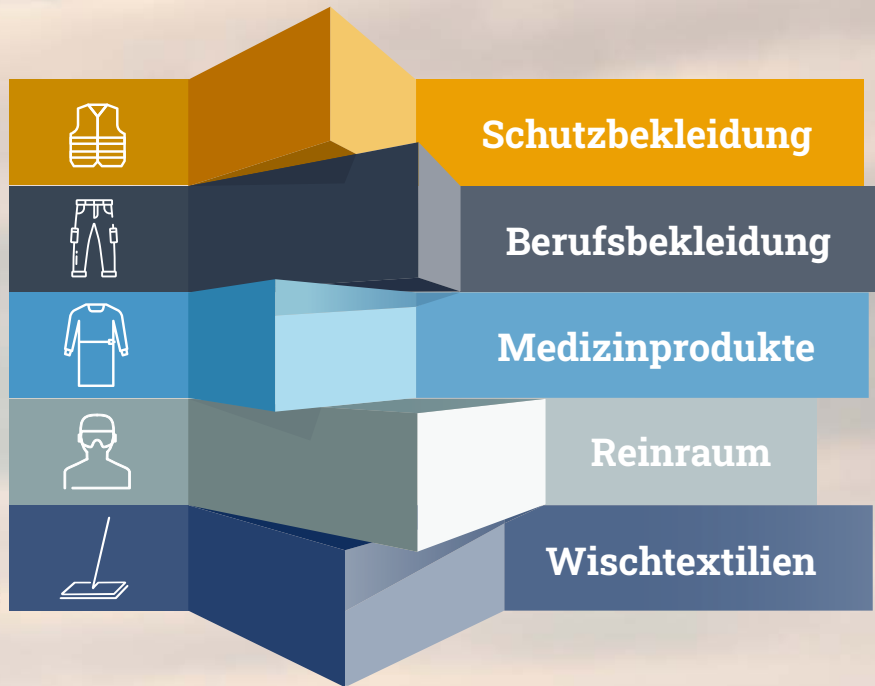 Schutzbekleidung
Berufsbekleidung
Medizinprodukte
Reinraum
Wischtextilien